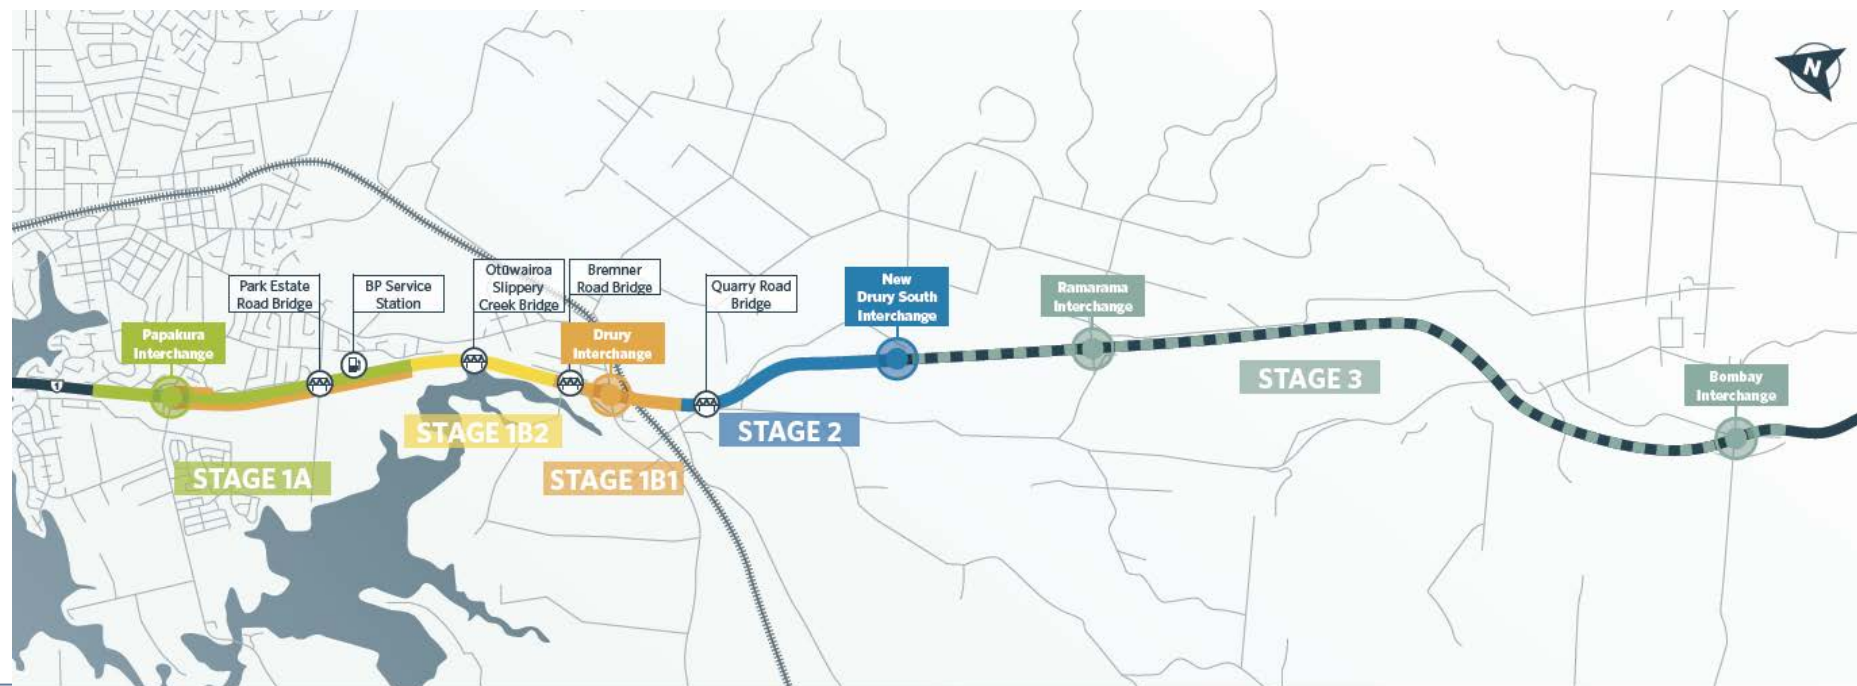 N
Park Estate
Road Bridge
BP Service
Station
Otūwairoa
Slippery
Creek Bridge
Bremner
Road Bridge
Quarry Road
Bridge
New
Drury South
Interchange
Ramarama
Interchange
Papakura
Interchange
Drury
Interchange
1
STAGE 3
Bombay
Interchange
STAGE 1B2
STAGE 2
STAGE 1A
STAGE 1B1